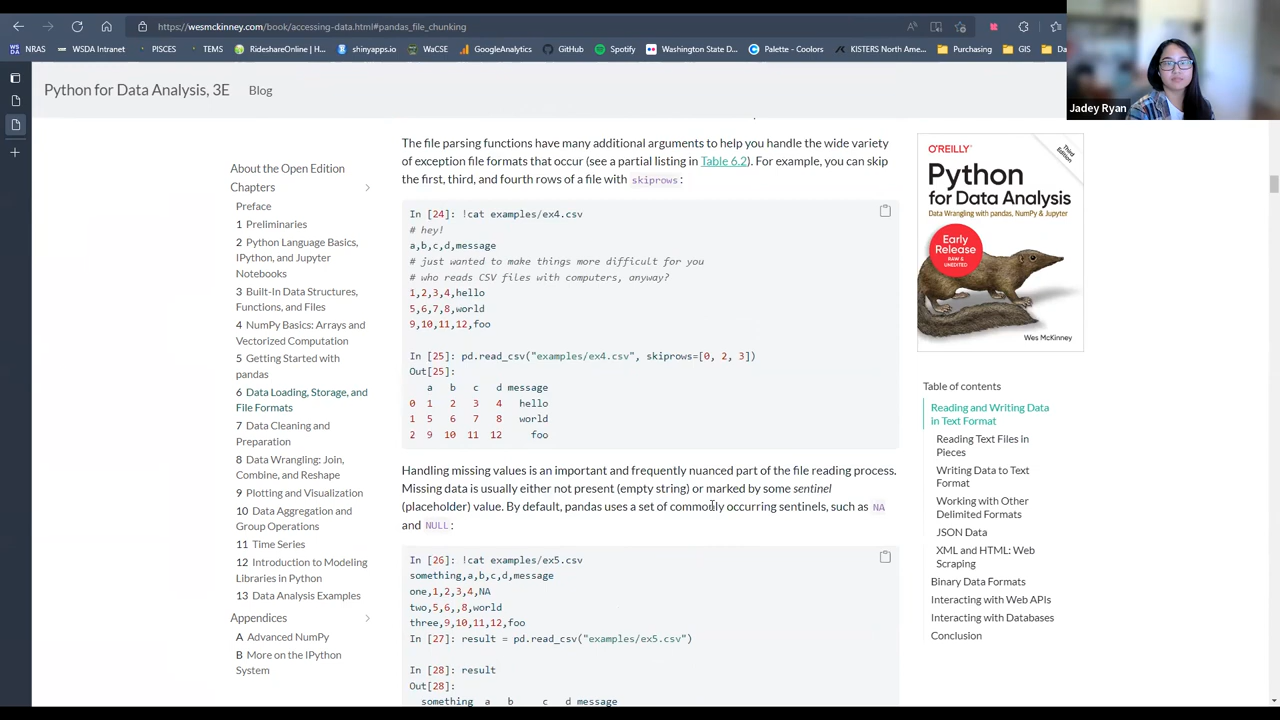 https://wesmckinney.com/book/accessing-data.html#pandas_file_chunking
NRAS
WSDA Intranet
PISCES
TEMS
RideshareOnline | H...
shinyapps.io
WaCSE
GoogleAnalytics
GitHub
Spotify
Washington State D...
Palette - Coolors
KISTERS North Ame...
Purchasing
GIS
Da
Jadey Ryan
Python for Data Analysis, 3E
Blog
About the Open Edition
Chapters
Preface
1 Preliminaries
2 Python Language Basics,
IPython, and Jupyter
Notebooks
3 Built-In Data Structures,
Functions, and Files
4 NumPy Basics: Arrays and
Vectorized Computation
5 Getting Started with
pandas
6 Data Loading, Storage, and
File Formats
7 Data Cleaning and
Preparation
8 Data Wrangling: Join,
Combine, and Reshape
9 Plotting and Visualization
10 Data Aggregation and
Group Operations
11 Time Series
12 Introduction to Modeling
Libraries in Python
13 Data Analysis Examples
Appendices
A Advanced NumPy
B More on the IPython
System
The file parsing functions have many additional arguments to help you handle the wide variety
of exception file formats that occur (see a partial listing in Table 6.2). For example, you can skip
the first, third, and fourth rows of a file with skiprows:
In [24]: !cat examples/ex4.csv
# hey!
a,b,c,d,message
# just wanted to make things more difficult for you
# who reads CSV files with computers, anyway?
1,2,3,4,hello
5,6,7,8,world
9,10,11,12,foo
In [25]: pd.read_csv("examples/ex4.csv", skiprows=[0, 2, 3])
Out[25]:
a b c d message
0 1 2 3 4 hello
1 5 6 7 8 world
2 9 10 11 12 foo
Handling missing values is an important and frequently nuanced part of the file reading process.
Missing data is usually either not present (empty string) or marked by some sentinel
(placeholder) value. By default, pandas uses a set of commonly occurring sentinels, such as NA
and NULL:
In [26]: !cat examples/ex5.csv
something,a,b,c,d,message
one,1,2,3,4,NA
two,5,6,,8,world
three,9,10,11,12,foo
In [27]: result = pd.read_csv("examples/ex5.csv")
In [28]: result
Out[28]:
something a b c d message
O'REILLY®
Third
Edition
Python
for Data Analysis
Data Wrangling with pandas, NumPy & Jupyter
Early
Release
RAW &
UNEDITED
Wes McKinney
Table of contents
Reading and Writing Data
in Text Format
Reading Text Files in
Pieces
Writing Data to Text
Format
Working with Other
Delimited Formats
JSON Data
XML and HTML: Web
Scraping
Binary Data Formats
Interacting with Web APIs
Interacting with Databases
Conclusion